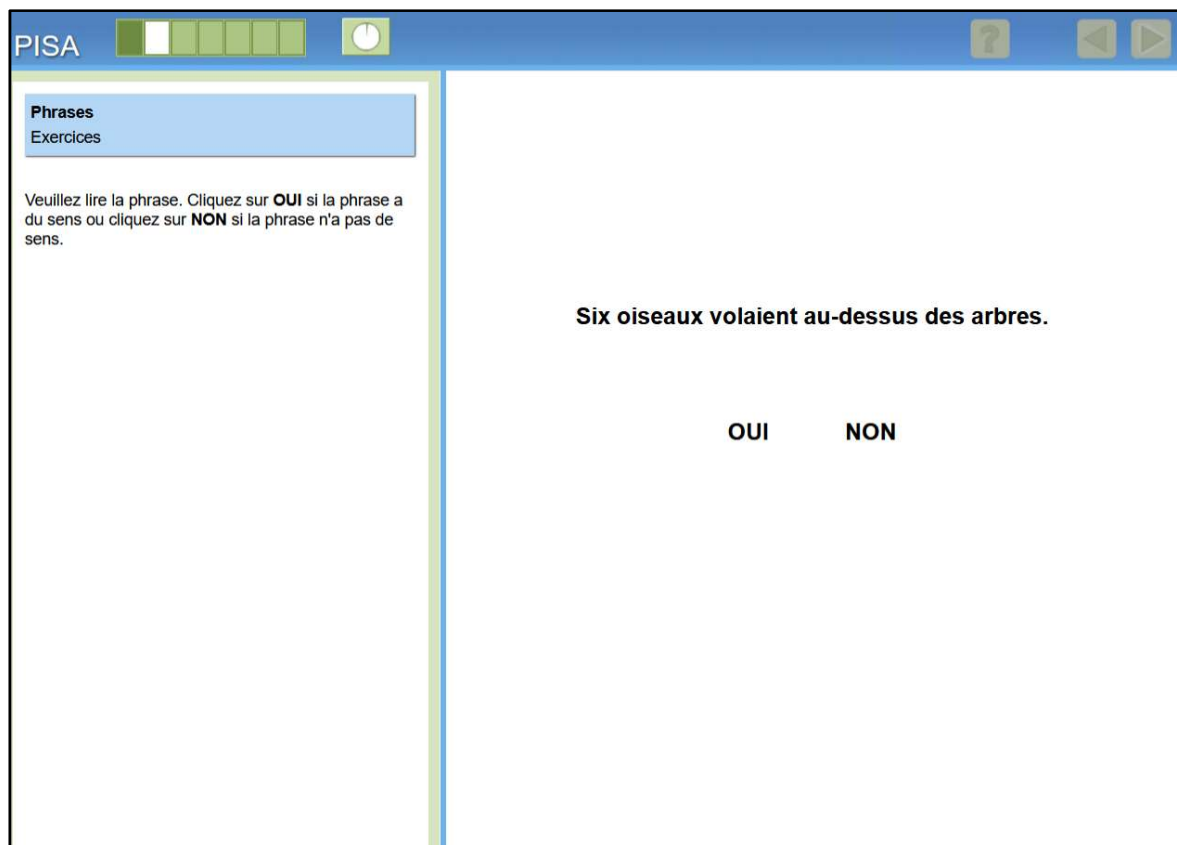 PISA
?
Phrases
Exercices
Veuillez lire la phrase. Cliquez sur OUI si la phrase a
du sens ou cliquez sur NON si la phrase n'a pas de
sens.
Six oiseaux volaient au-dessus des arbres.
OUI NON